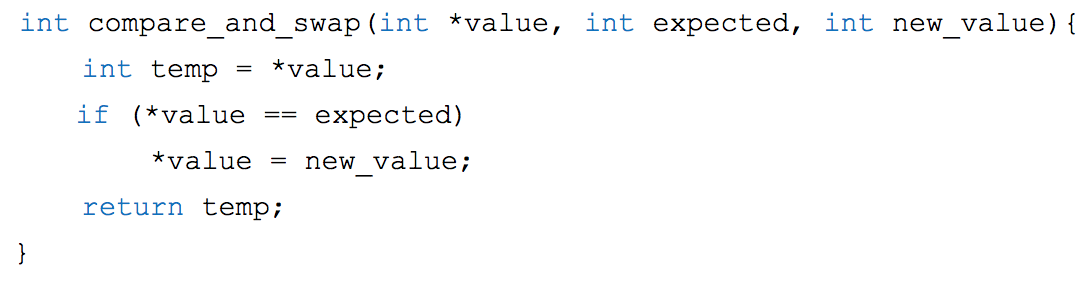 int compare_and_swap(int *value, int expected, int new_value){
int temp = *value;
if (*value == expected)
*value = new_value;
return temp;
}